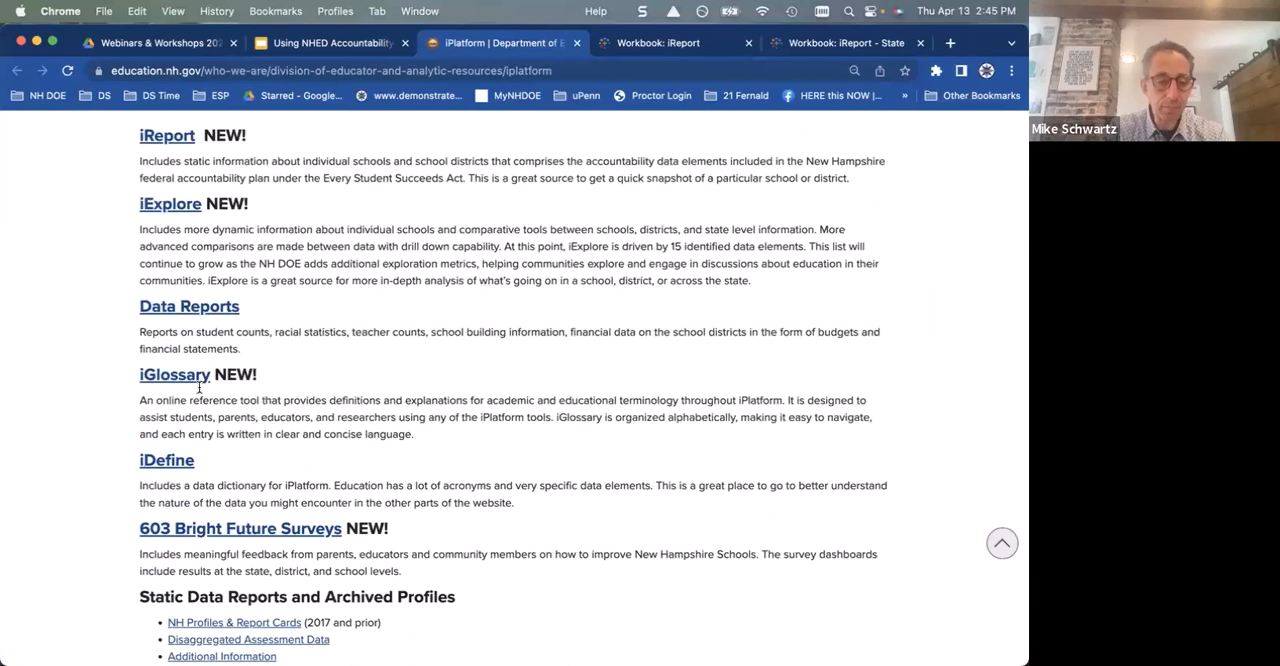 Chrome File Edit View History Bookmarks Profiles Tab Window Help Thu Apr 13 2:45 PM
Webinars & Workshops 202 Using NHED Accountability iPlatform | Department of E Workbook: iReport Workbook: iReport - State
education.nh.gov/who-we-are/division-of-educator-and-analytic-resources/iplatform
NH DOE DS DS Time ESP Starred - Google... www.demonstrate... MyNHDOE uPenn Proctor Login 21 Fernald HERE this NOW |... » Other Bookmarks
Mike Schwartz
iReport NEW!
Includes static information about individual schools and school districts that comprises the accountability data elements included in the New Hampshire
federal accountability plan under the Every Student Succeeds Act. This is a great source to get a quick snapshot of a particular school or district.
iExplore NEW!
Includes more dynamic information about individual schools and comparative tools between schools, districts, and state level information. More
advanced comparisons are made between data with drill down capability. At this point, iExplore is driven by 15 identified data elements. This list will
continue to grow as the NH DOE adds additional exploration metrics, helping communities explore and engage in discussions about education in their
communities. iExplore is a great source for more in-depth analysis of what's going on in a school, district, or across the state.
Data Reports
Reports on student counts, racial statistics, teacher counts, school building information, financial data on the school districts in the form of budgets and
financial statements.
iGlossary NEW!
An online reference tool that provides definitions and explanations for academic and educational terminology throughout iPlatform. It is designed to
assist students, parents, educators, and researchers using any of the iPlatform tools. iGlossary is organized alphabetically, making it easy to navigate,
and each entry is written in clear and concise language.
iDefine
Includes a data dictionary for iPlatform. Education has a lot of acronyms and very specific data elements. This is a great place to go to better understand
the nature of the data you might encounter in the other parts of the website.
603 Bright Future Surveys NEW!
Includes meaningful feedback from parents, educators and community members on how to improve New Hampshire Schools. The survey dashboards
include results at the state, district, and school levels.
Static Data Reports and Archived Profiles
• NH Profiles & Report Cards (2017 and prior)
• Disaggregated Assessment Data
• Additional Information